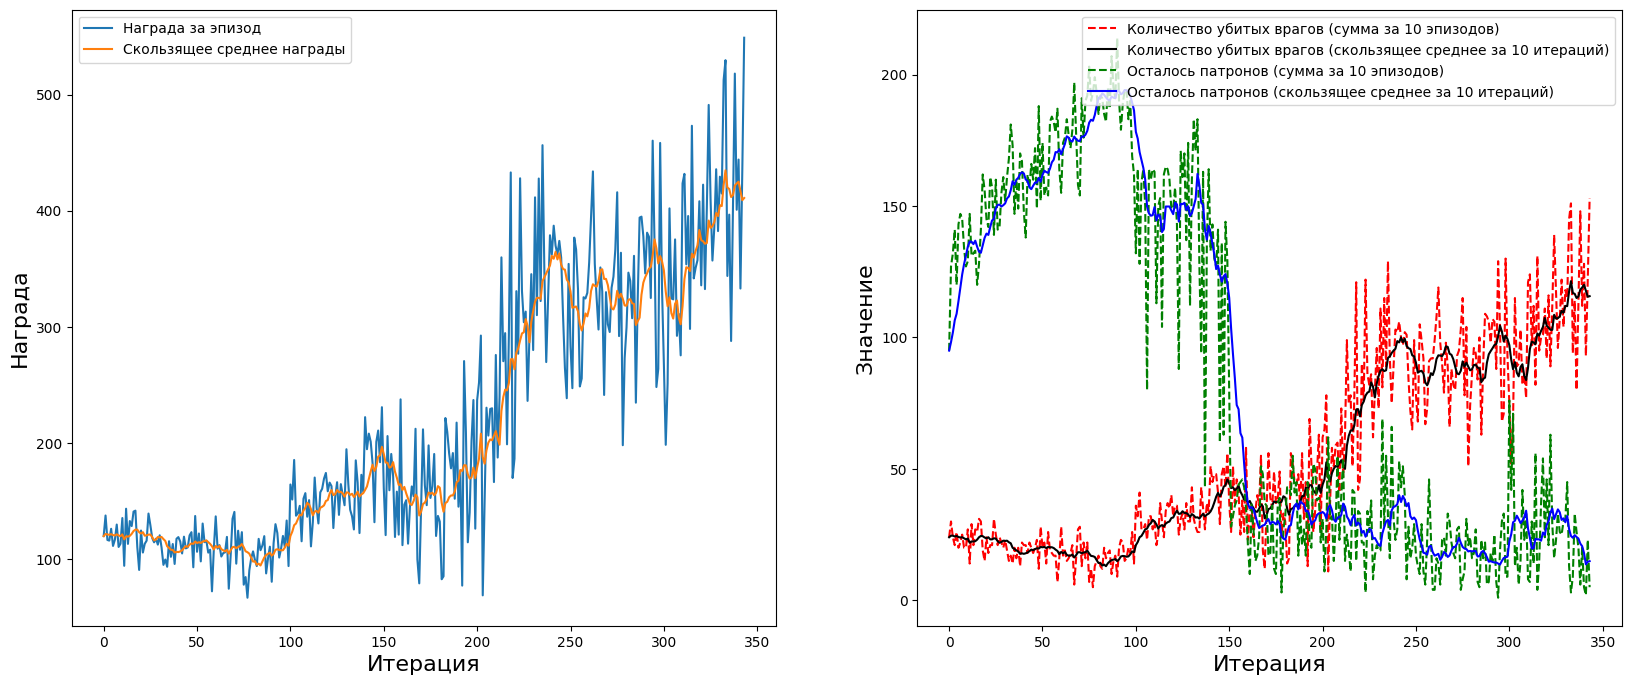 Награда за эпизод
Скользящее среднее награды
500
400
300
200
100
0
50
100
150
200
250
300
350
Награда
Итерация
Количество убитых врагов (сумма за 10 эпизодов)
Количество убитых врагов (скользящее среднее за 10 итераций)
Осталось патронов (сумма за 10 эпизодов)
Осталось патронов (скользящее среднее за 10 итераций)
200
150
100
50
0
0
50
100
150
200
250
300
350
Значение
Итерация